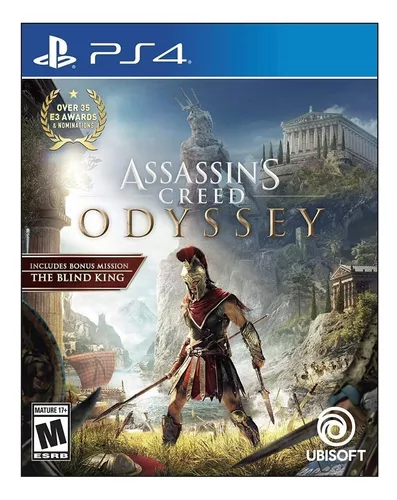 PS4
OVER 35
E3 AWARDS
& NOMINATIONS
ASSASSIN'S
CREED
ODYSSEY
INCLUDES BONUS MISSION
THE BLIND KING
MATURE 17+
M
ESRB
UBISOFT